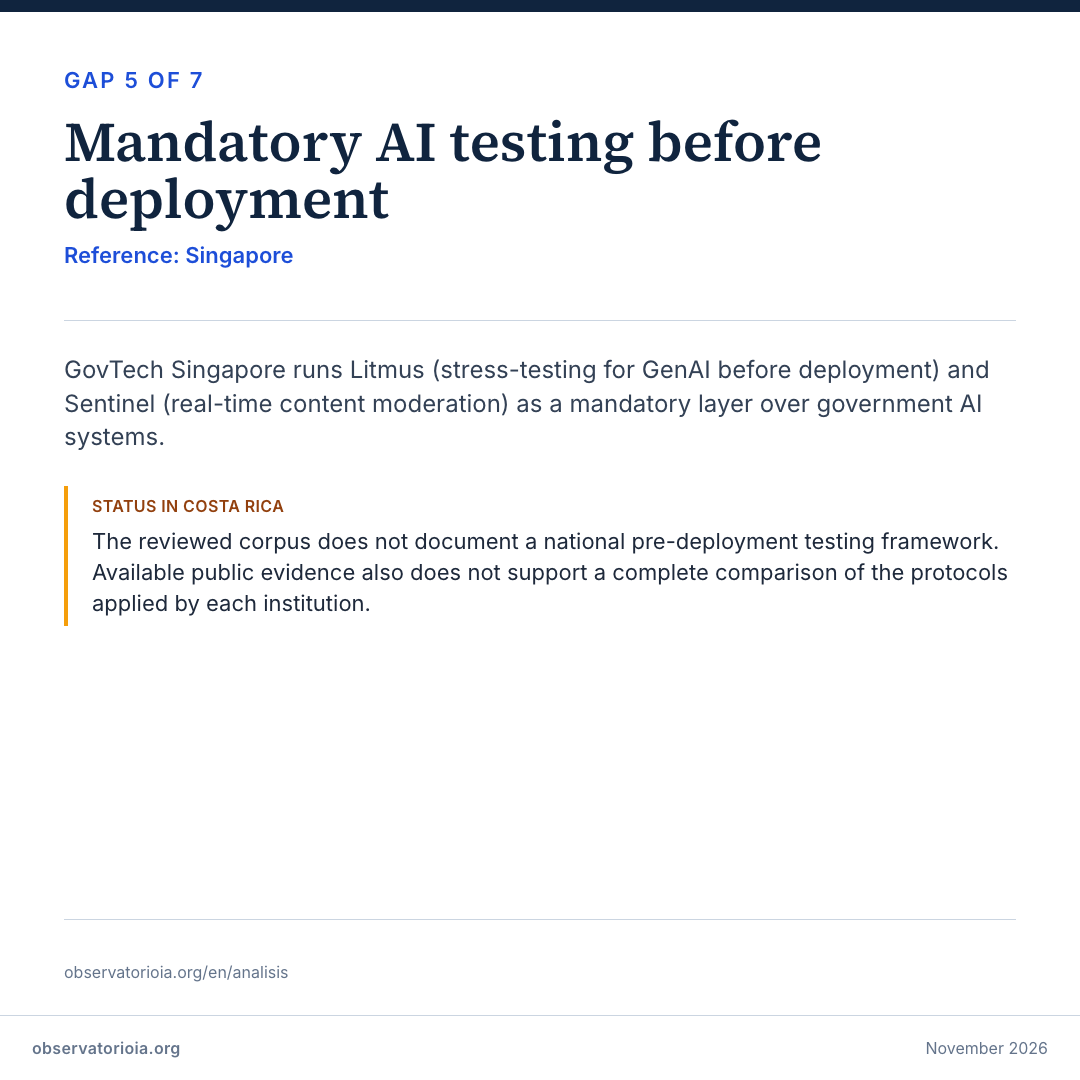 GAP 5 OF 7
Mandatory AI testing before
deployment
Reference: Singapore
GovTech Singapore runs Litmus (stress-testing for GenAI before deployment) and
Sentinel (real-time content moderation) as a mandatory layer over government AI
systems.
STATUS IN COSTA RICA
The reviewed corpus does not document a national pre-deployment testing framework.
Available public evidence also does not support a complete comparison of the protocols
applied by each institution.
observatorioia.org/en/analisis
observatorioia.org
November 2026